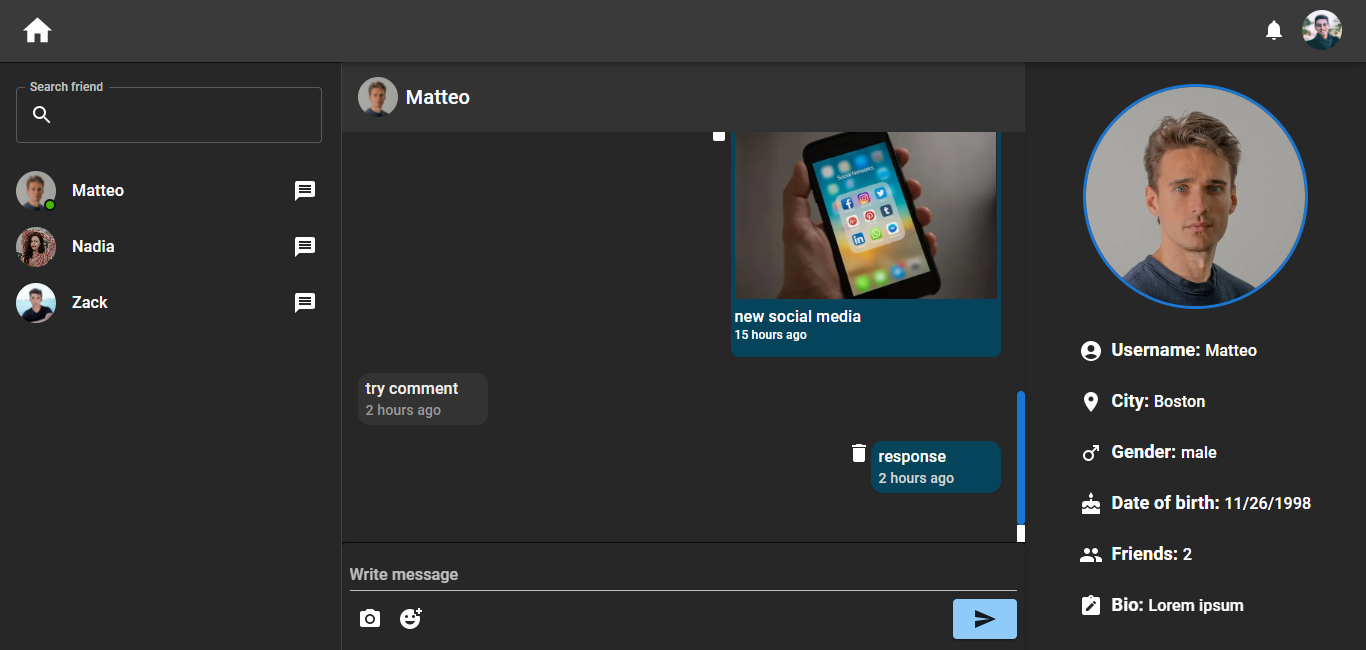 Search friend
Matteo
Nadia
Zack
Matteo
Social Networks
new social media
15 hours ago
try comment
2 hours ago
response
2 hours ago
Write message
Username: Matteo
City: Boston
Gender: male
Date of birth: 11/26/1998
Friends: 2
Bio: Lorem ipsum